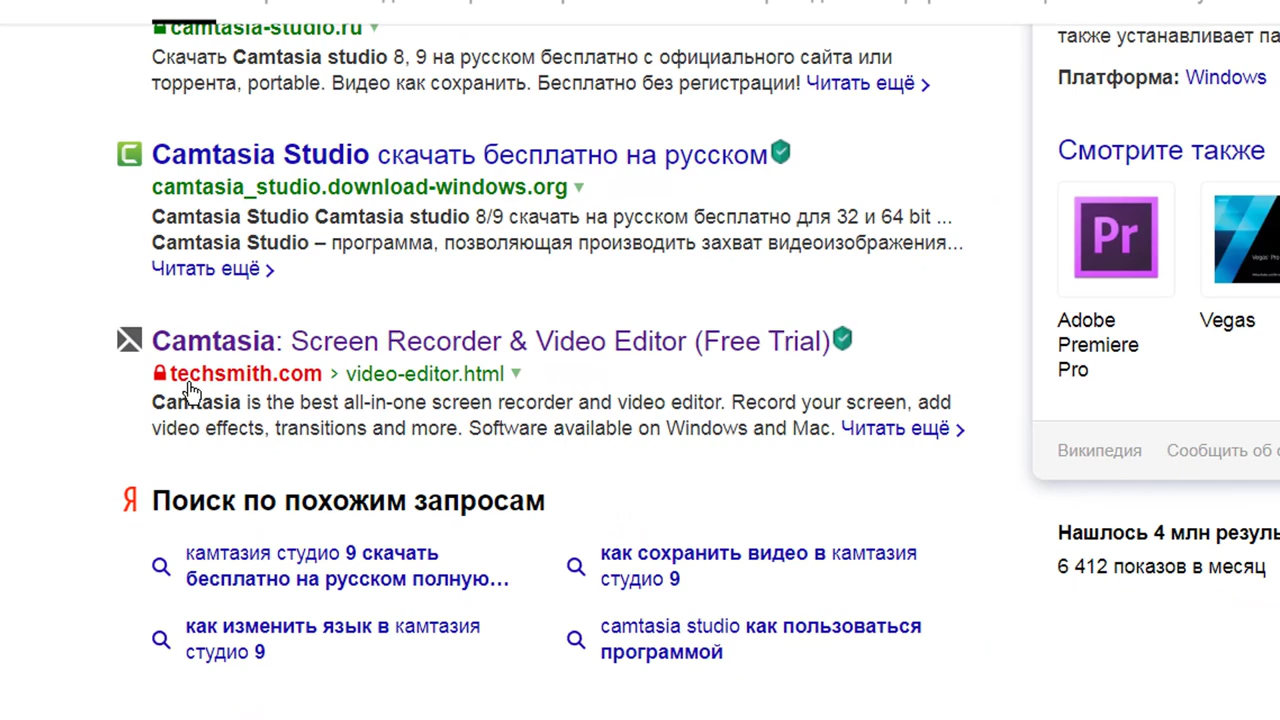 camtasia-studio.ru
Скачать Camtasia studio 8, 9 на русском бесплатно с официального сайта или
торрента, portable. Видео как сохранить. Бесплатно без регистрации! Читать ещё >
Camtasia Studio скачать бесплатно на русском
camtasia_studio.download-windows.org
Camtasia Studio Camtasia studio 8/9 скачать на русском бесплатно для 32 и 64 bit ...
Camtasia Studio – программа, позволяющая производить захват видеоизображения...
Читать ещё >
Camtasia: Screen Recorder & Video Editor (Free Trial)
techsmith.com > video-editor.html
Camtasia is the best all-in-one screen recorder and video editor. Record your screen, add
video effects, transitions and more. Software available on Windows and Mac. Читать ещё >
Я Поиск по похожим запросам
камтазия студио 9 скачать
бесплатно на русском полную...
как сохранить видео в камтазия
студио 9
как изменить язык в камтазия
студио 9
camtasia studio как пользоваться
программой
также устанавливает
Платформа: Windows
Смотрите также
Pr
Adobe
Premiere
Pro
Vegas
Википедия Сообщить об
Нашлось 4 млн
6 412 показов в месяц